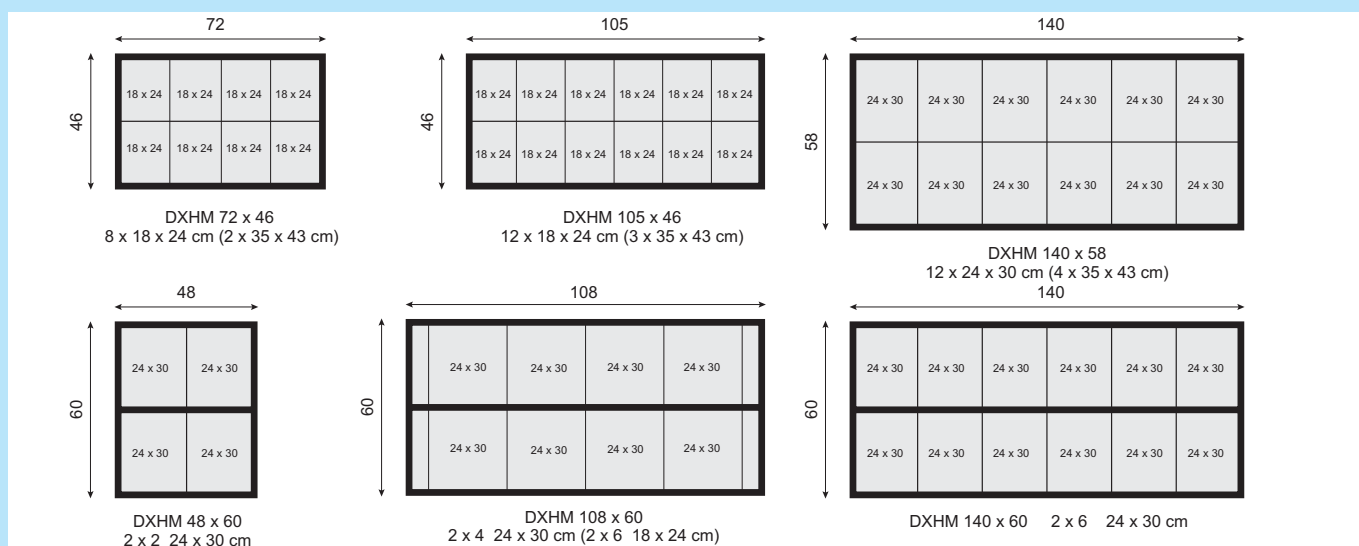 72
105
140
46
46
58
18 x 24 18 x 24 18 x 24 18 x 24
18 x 24 18 x 24 18 x 24 18 x 24
18 x 24 18 x 24 18 x 24 18 x 24 18 x 24 18 x 24
18 x 24 18 x 24 18 x 24 18 x 24 18 x 24 18 x 24
24 x 30 24 x 30 24 x 30 24 x 30 24 x 30 24 x 30
24 x 30 24 x 30 24 x 30 24 x 30 24 x 30 24 x 30
DXHM 72 x 46
8 x 18 x 24 cm (2 x 35 x 43 cm)
DXHM 105 x 46
12 x 18 x 24 cm (3 x 35 x 43 cm)
DXHM 140 x 58
12 x 24 x 30 cm (4 x 35 x 43 cm)
48
108
140
60
60
60
24 x 30 24 x 30
24 x 30 24 x 30
24 x 30 24 x 30 24 x 30 24 x 30
24 x 30 24 x 30 24 x 30 24 x 30
24 x 30 24 x 30 24 x 30 24 x 30 24 x 30 24 x 30
24 x 30 24 x 30 24 x 30 24 x 30 24 x 30 24 x 30
DXHM 48 x 60
2 x 2 24 x 30 cm
DXHM 108 x 60
2 x 4 24 x 30 cm (2 x 6 18 x 24 cm)
DXHM 140 x 60 2 x 6 24 x 30 cm